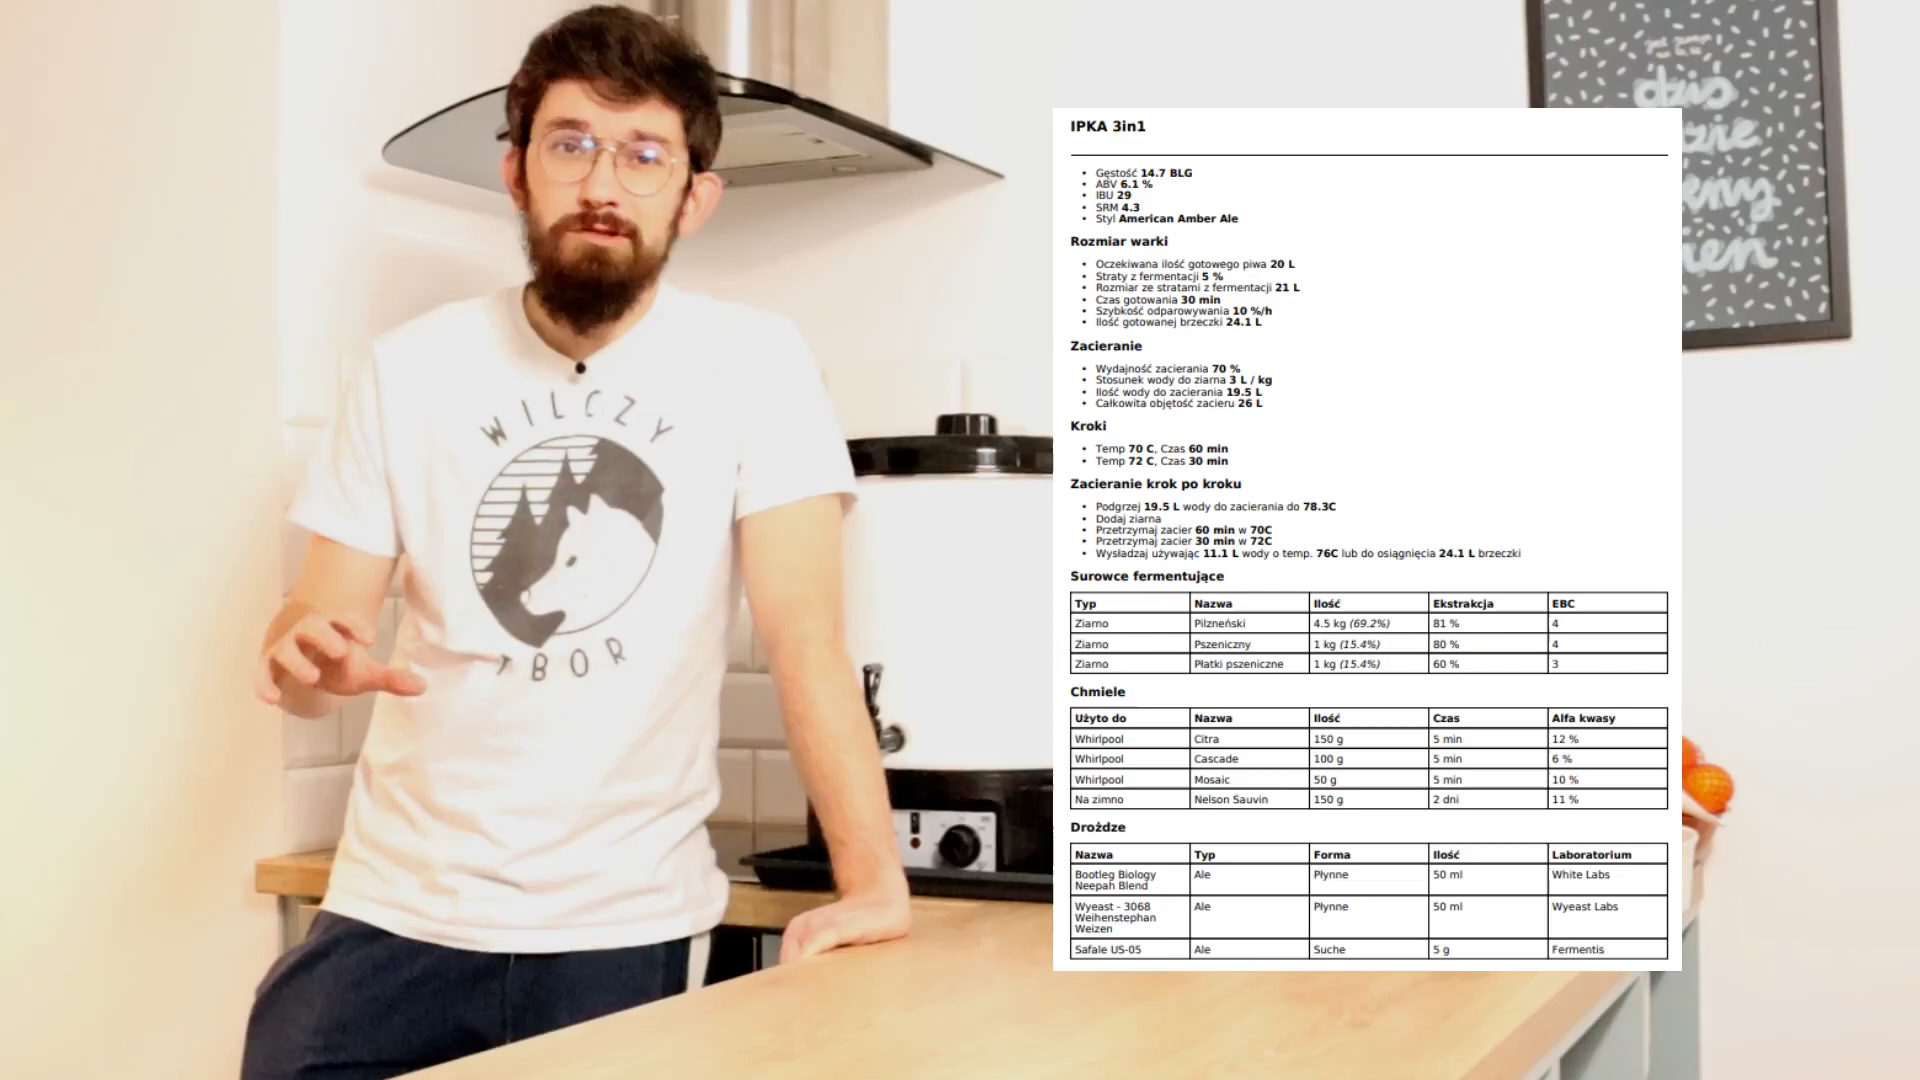 WILCZY
TBOR
dziś
IPKA 3in1
• Gęstość 14.7 BLG
• ABV 6.1 %
• IBU 29
• SRM 4.3
• Styl American Amber Ale
Rozmiar warki
• Oczekiwana ilość gotowego piwa 20 L
• Straty z fermentacji 5 %
• Rozmiar ze stratami z fermentacji 21 L
• Czas gotowania 30 min
• Szybkość odparowywania 10 %/h
• Ilość gotowanej brzeczki 24.1 L
Zacieranie
• Wydajność zacierania 70 %
• Stosunek wody do ziarna 3 L / kg
• Ilość wody do zacierania 19.5 L
• Całkowita objętość zacieru 26 L
Kroki
• Temp 70 C, Czas 60 min
• Temp 72 C, Czas 30 min
Zacieranie krok po kroku
• Podgrzej 19.5 L wody do zacierania do 78.3C
• Dodaj ziarna
• Przetrzymaj zacier 60 min w 70C
• Przetrzymaj zacier 30 min w 72C
• Wysładzaj używając 11.1 L wody o temp. 76C lub do osiągnięcia 24.1 L brzeczki
Surowce fermentujące
Typ Nazwa Ilość Ekstrakcja EBC
Ziarno Pilzneński 4.5 kg (69.2%) 81 % 4
Ziarno Pszeniczny 1 kg (15.4%) 80 % 4
Ziarno Płatki pszeniczne 1 kg (15.4%) 60 % 3
Chmiele
Użyto do Nazwa Ilość Czas Alfa kwasy
Whirlpool Citra 150 g 5 min 12 %
Whirlpool Cascade 100 g 5 min 6 %
Whirlpool Mosaic 50 g 5 min 10 %
Na zimno Nelson Sauvin 150 g 2 dni 11 %
Drożdze
Nazwa Typ Forma Ilość Laboratorium
Bootleg Biology Neepah Blend Ale Płynne 50 ml White Labs
Wyeast - 3068 Weihenstephan Weizen Ale Płynne 50 ml Wyeast Labs
Safale US-05 Ale Suche 5 g Fermentis